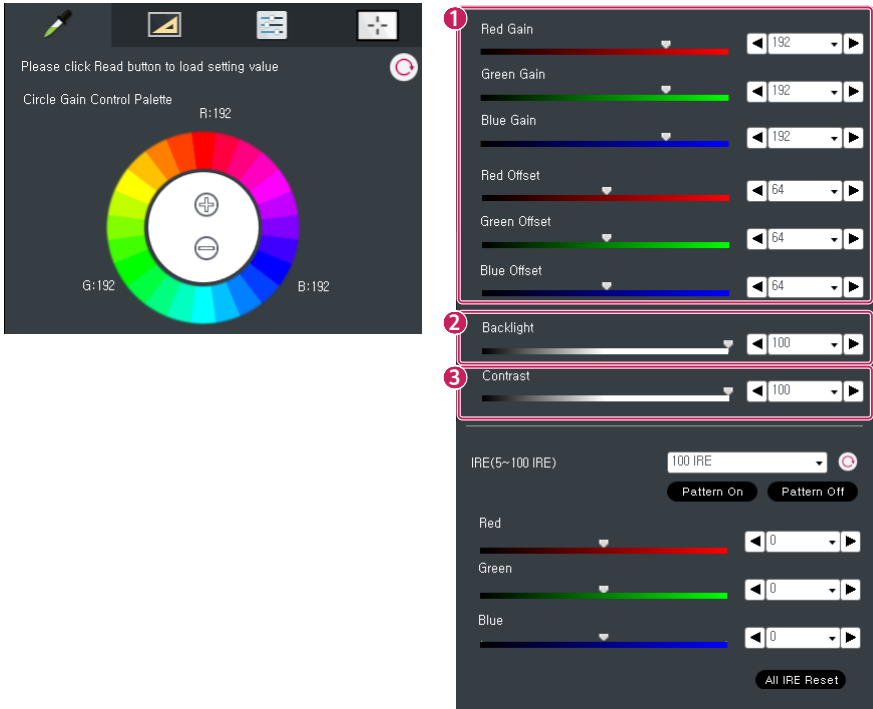 Please click Read button to load setting value
Circle Gain Control Palette
R:192
G:192
B:192
1
Red Gain
192
Green Gain
192
Blue Gain
192
Red Offset
64
Green Offset
64
Blue Offset
64
2
Backlight
100
3
Contrast
100
IRE(5~100 IRE)
100 IRE
Pattern On
Pattern Off
Red
0
Green
0
Blue
0
All IRE Reset